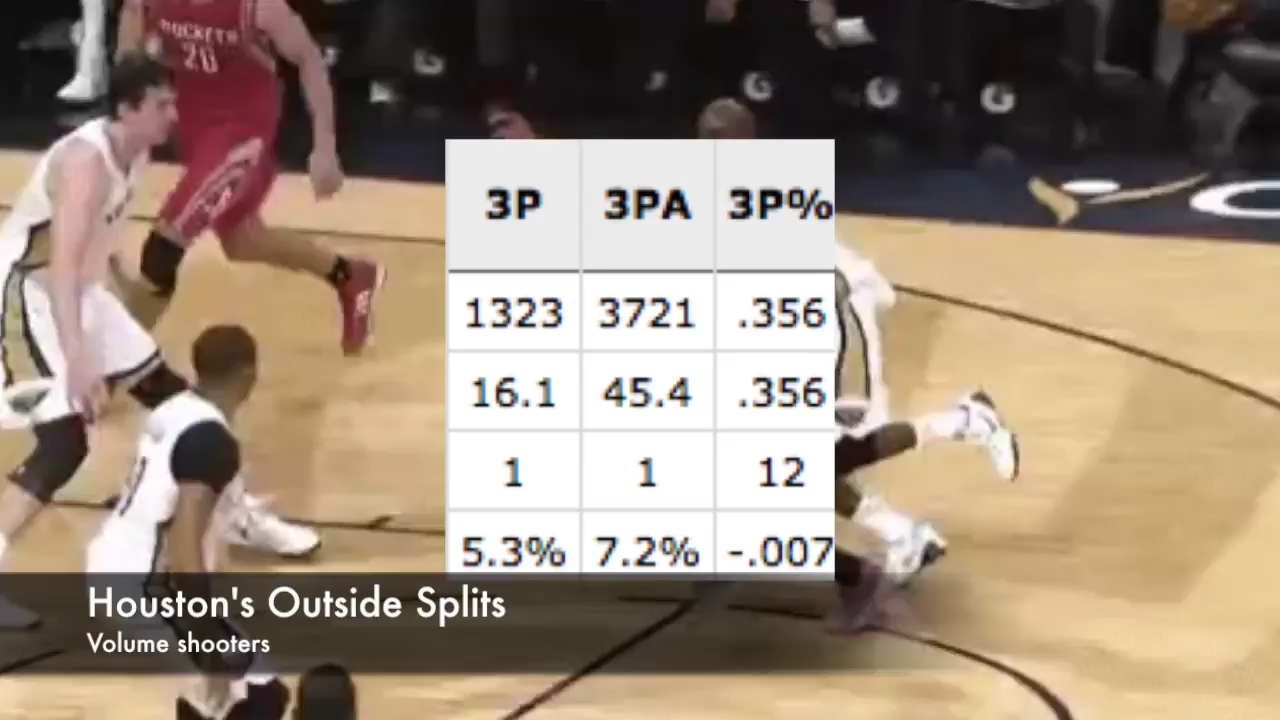 ROCKETS
20
3P 3PA 3P%
1323 3721 .356
16.1 45.4 .356
1 1 12
5.3% 7.2% -.007
Houston's Outside Splits
Volume shooters